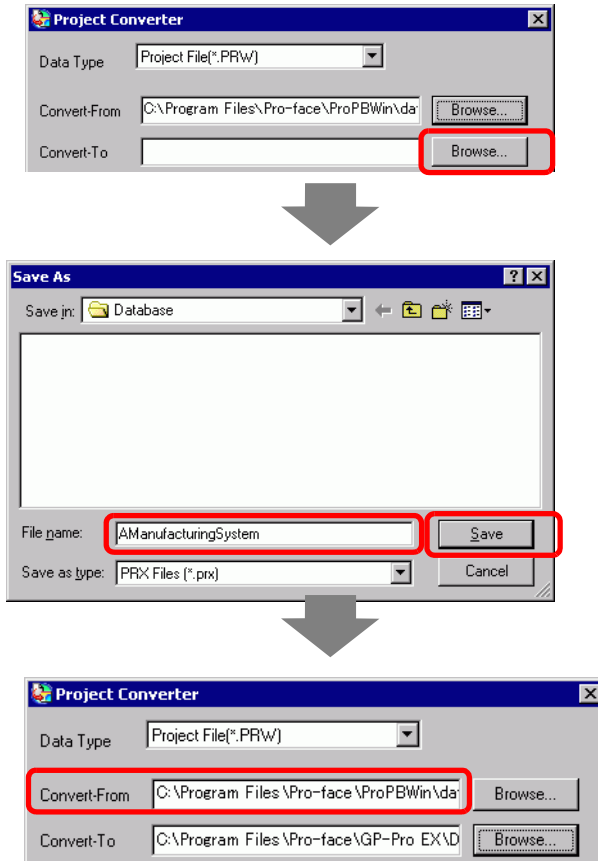 Project Converter
Data Type Project File(*.PRW)
Convert-From C:\Program Files\Pro-face\ProPBWin\da Browse...
Convert-To Browse...
Save As
Save in: Database
File name: AManufacturingSystem Save
Save as type: PRX Files (*.prx) Cancel
Project Converter
Data Type Project File(*.PRW)
Convert-From C:\Program Files\Pro-face\ProPBWin\da Browse...
Convert-To C:\Program Files\Pro-face\GP-Pro EX\D Browse...